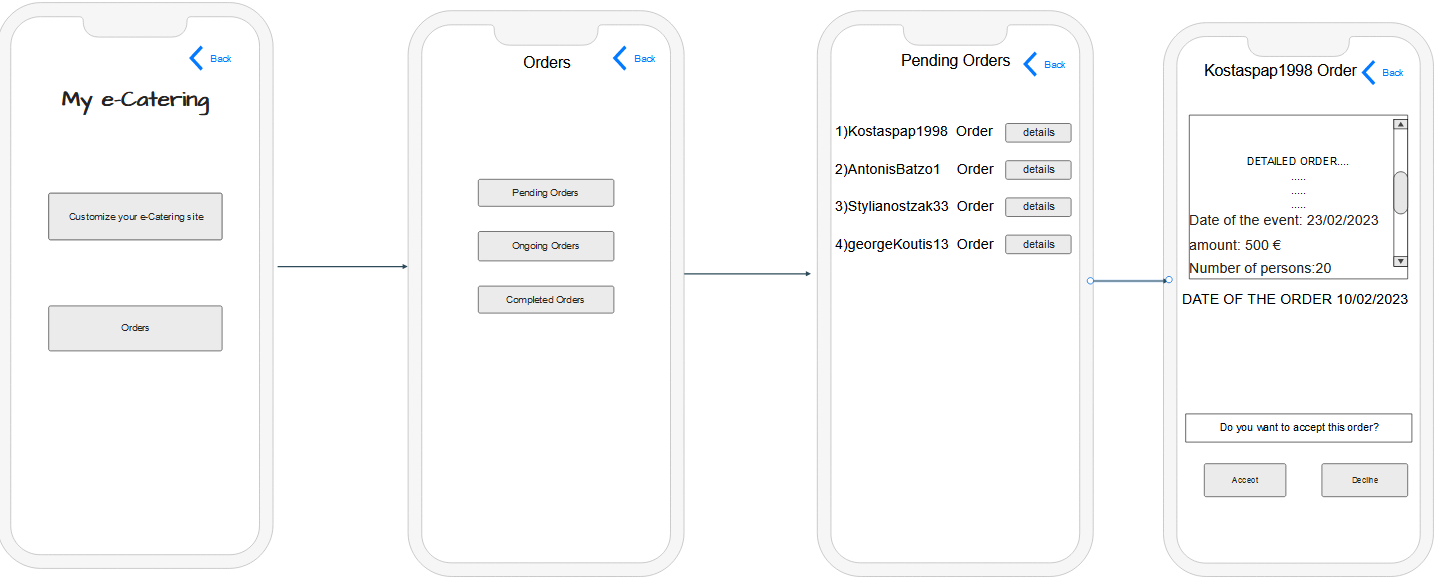 Back
My e-Catering
Customize your e-Catering site
Orders
Orders
Back
Pending Orders
Ongoing Orders
Completed Orders
Pending Orders
Back
1)Kostaspap1998 Order details
2)AntonisBatzo1 Order details
3)Stylianostzak33 Order details
4)georgeKoutis13 Order details
Kostaspap1998 Order
Back
DETAILED ORDER....
.....
.....
.....
Date of the event: 23/02/2023
amount: 500 €
Number of persons:20
DATE OF THE ORDER 10/02/2023
Do you want to accept this order?
Accept Decline